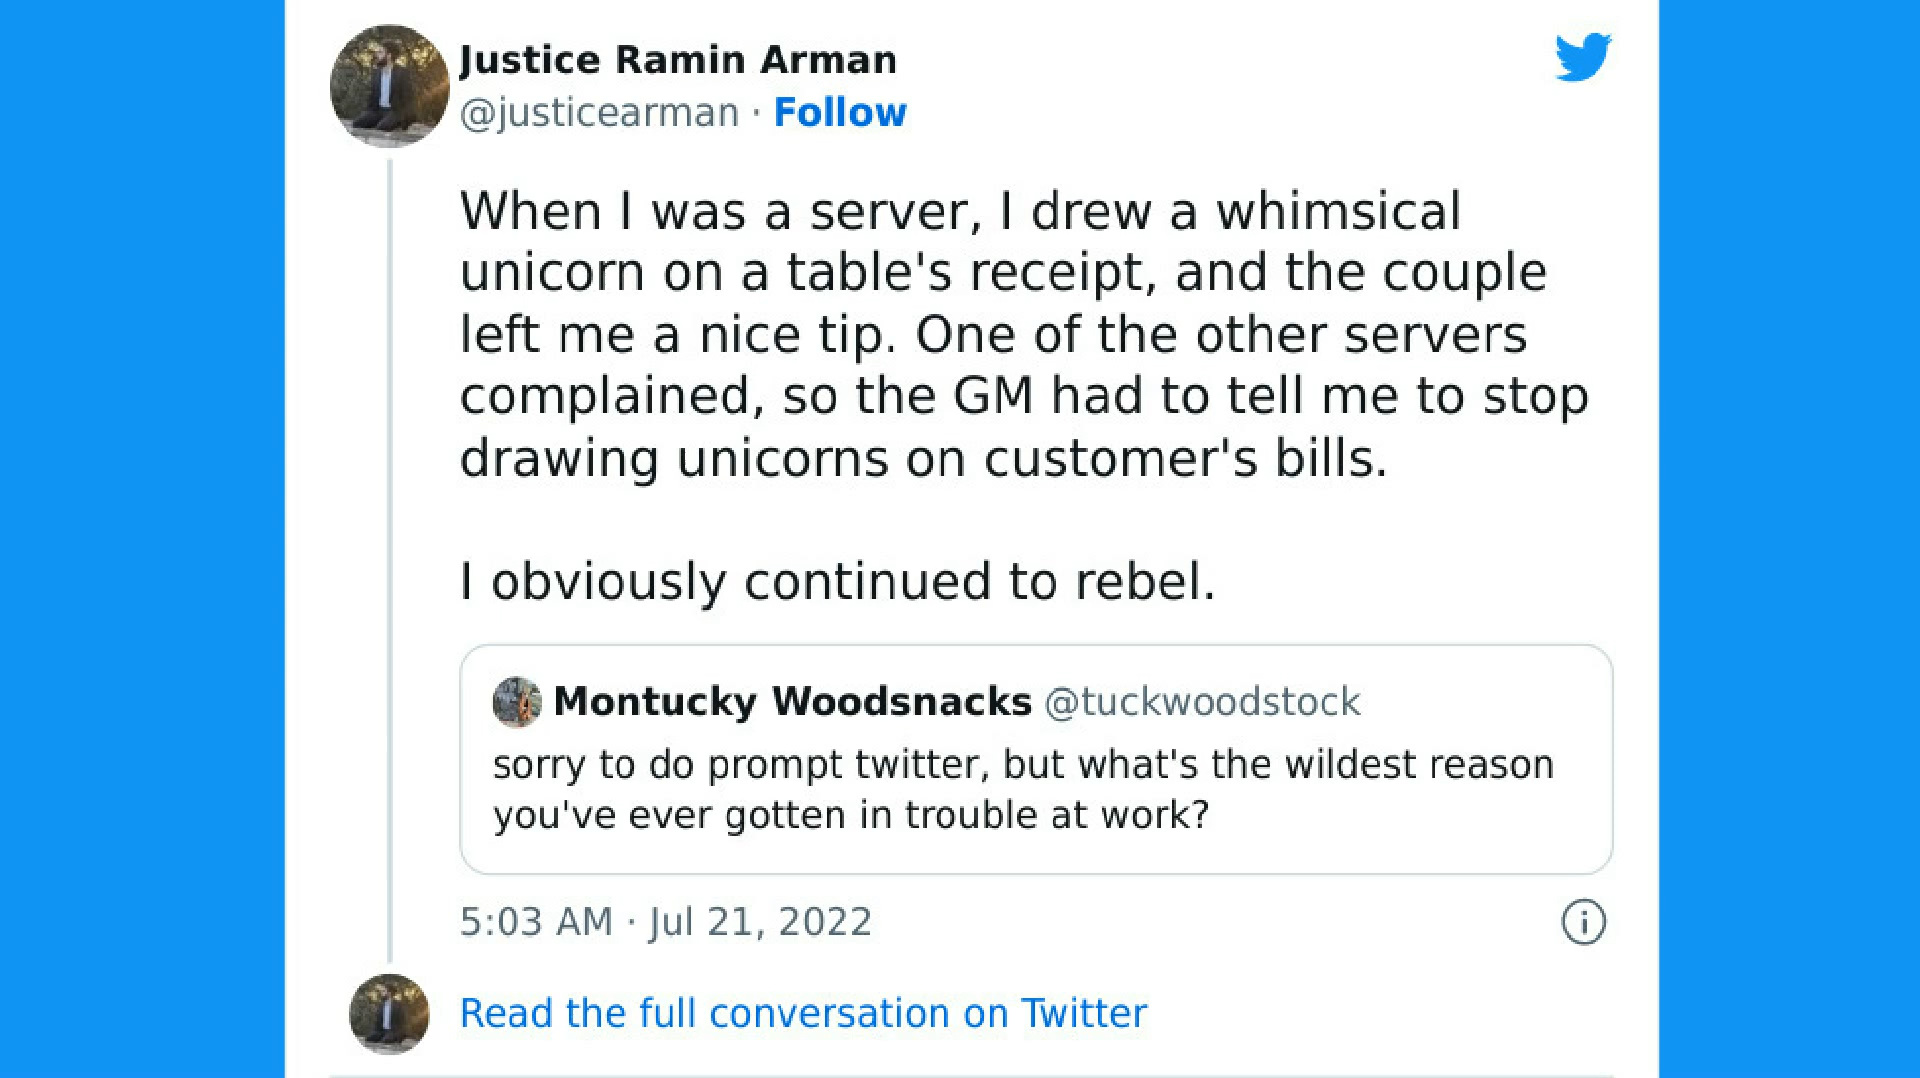 Justice Ramin Arman
@justicearman · Follow
When I was a server, I drew a whimsical
unicorn on a table's receipt, and the couple
left me a nice tip. One of the other servers
complained, so the GM had to tell me to stop
drawing unicorns on customer's bills.
I obviously continued to rebel.
Montucky Woodsnacks @tuckwoodstock
sorry to do prompt twitter, but what's the wildest reason
you've ever gotten in trouble at work?
5:03 AM · Jul 21, 2022
Read the full conversation on Twitter